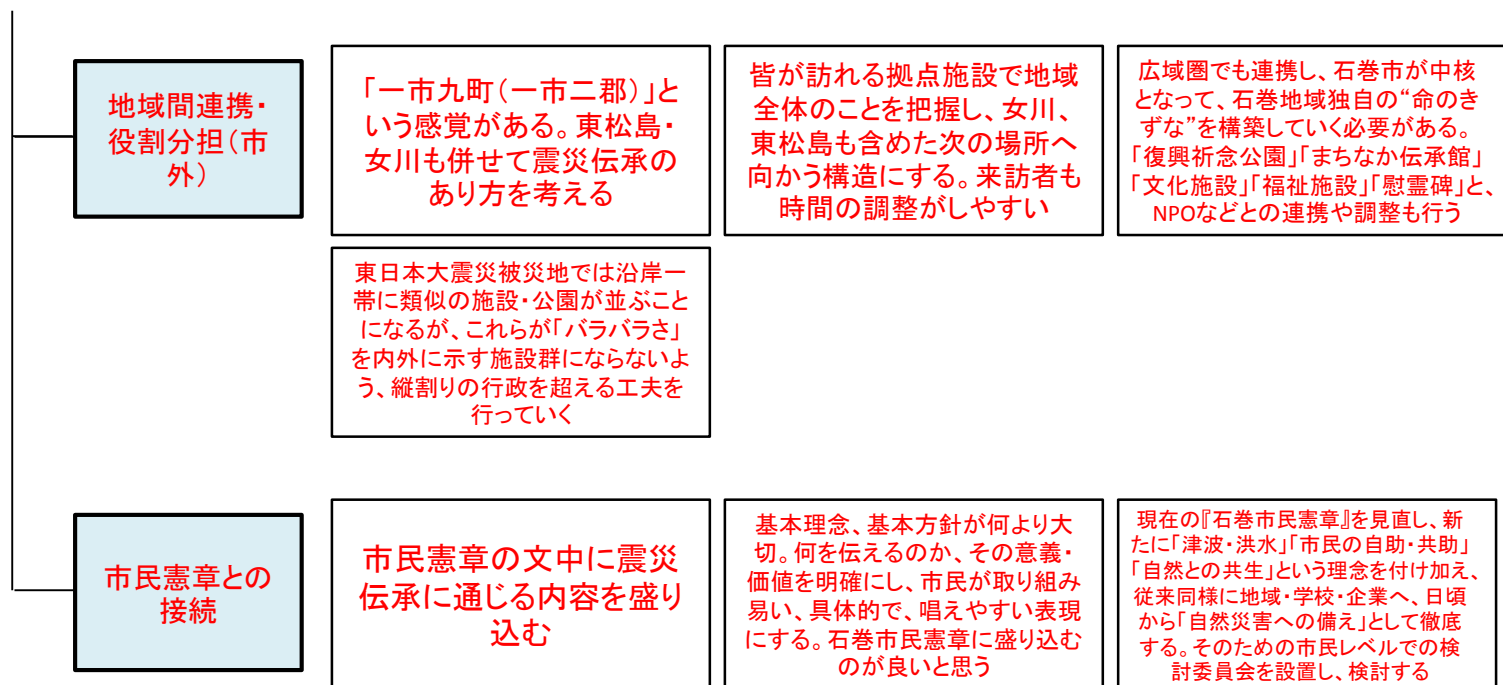 地域間連携・
役割分担(市
外)
「一市九町(一市二郡)」と
いう感覚がある。東松島・
女川も併せて震災伝承の
あり方を考える
皆が訪れる拠点施設で地域
全体のことを把握し、女川、
東松島も含めた次の場所へ
向かう構造にする。来訪者も
時間の調整がしやすい
広域圏でも連携し、石巻市が中核
となって、石巻地域独自の“命のき
ずな”を構築していく必要がある。
「復興祈念公園」「まちなか伝承館」
「文化施設」「福祉施設」「慰霊碑」と、
NPOなどとの連携や調整も行う
東日本大震災被災地では沿岸一
帯に類似の施設・公園が並ぶこと
になるが、これらが「バラバラさ」
を内外に示す施設群にならないよ
う、縦割りの行政を超える工夫を
行っていく
市民憲章との
接続
市民憲章の文中に震災
伝承に通じる内容を盛り
込む
基本理念、基本方針が何より大
切。何を伝えるのか、その意義・
価値を明確にし、市民が取り組み
易い、具体的で、唱えやすい表現
にする。石巻市民憲章に盛り込む
のが良いと思う
現在の『石巻市民憲章』を見直し、新
たに「津波・洪水」「市民の自助・共助」
「自然との共生」という理念を付け加え、
従来同様に地域・学校・企業へ、日頃
から「自然災害への備え」として徹底
する。そのための市民レベルでの検
討委員会を設置し、検討する